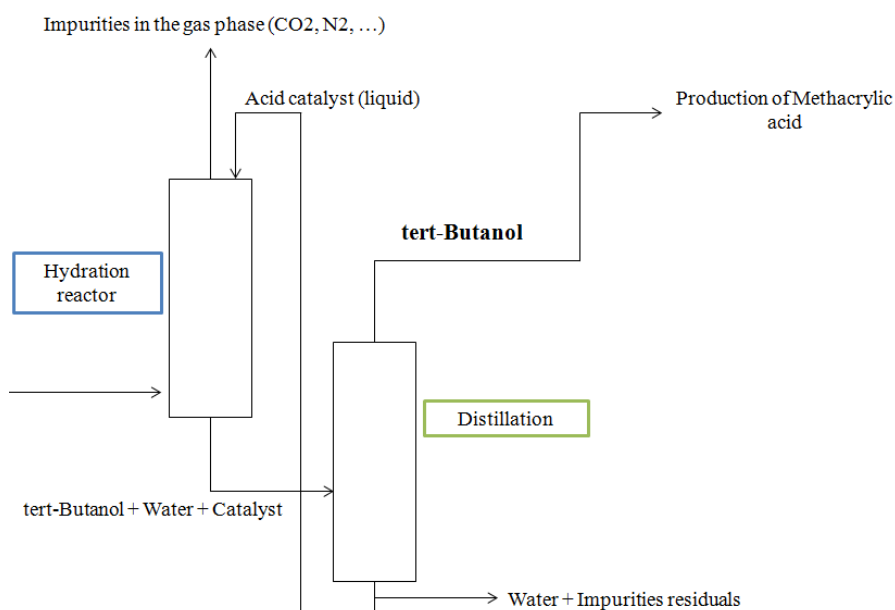 Impurities in the gas phase (CO2, N2, …)
Acid catalyst (liquid)
Production of Methacrylic
acid
tert-Butanol
Hydration
reactor
Distillation
tert-Butanol + Water + Catalyst
Water + Impurities residuals